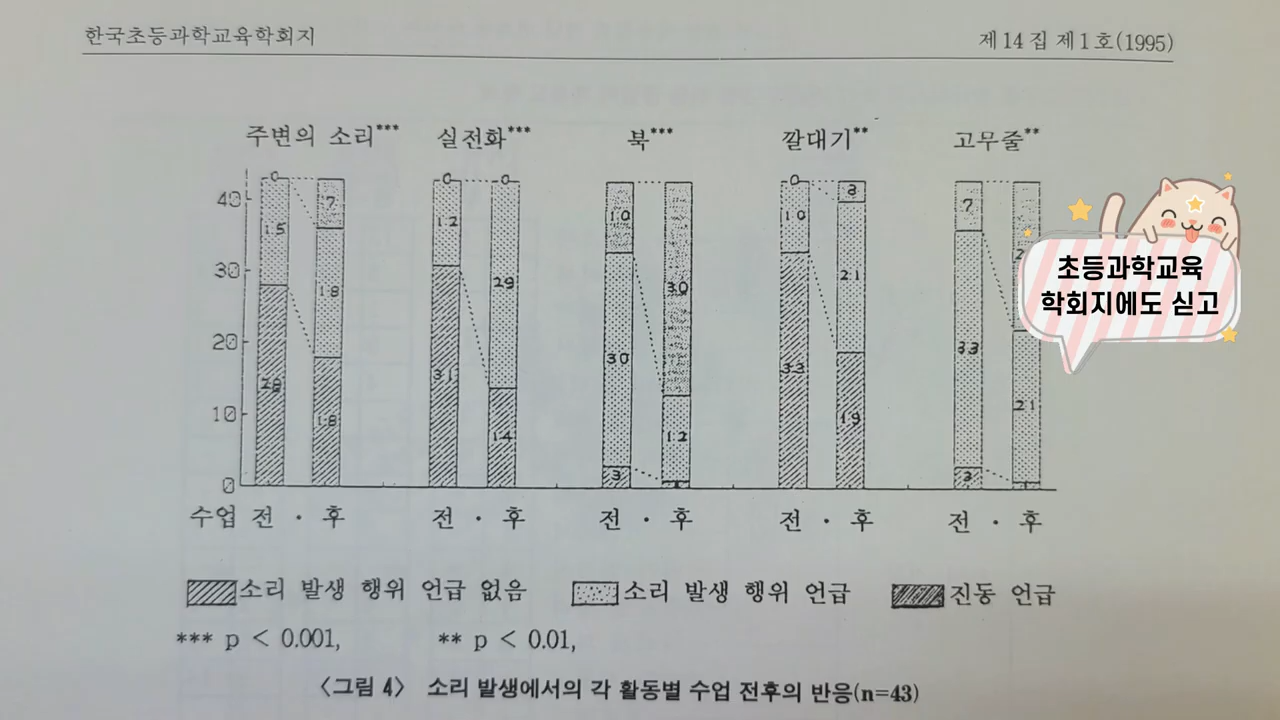 한국초등과학교육학회지 제 14 집 제 1 호(1995)
주변의 소리*** 실전화*** 북*** 깔대기** 고무줄**
0 0 0 0
40 7 8
12 10 10 7
15
초등과학교육
학회지에도 싣고
30 18 29 30 21
20 30 33
28 31 33
10 18 14 12 19 21
3 3
0
수업 전 · 후 전 · 후 전 · 후 전 · 후 전 · 후
소리 발생 행위 언급 없음 소리 발생 행위 언급 진동 언급
*** p < 0.001, ** p < 0.01,
〈그림 4〉 소리 발생에서의 각 활동별 수업 전후의 반응(n=43)